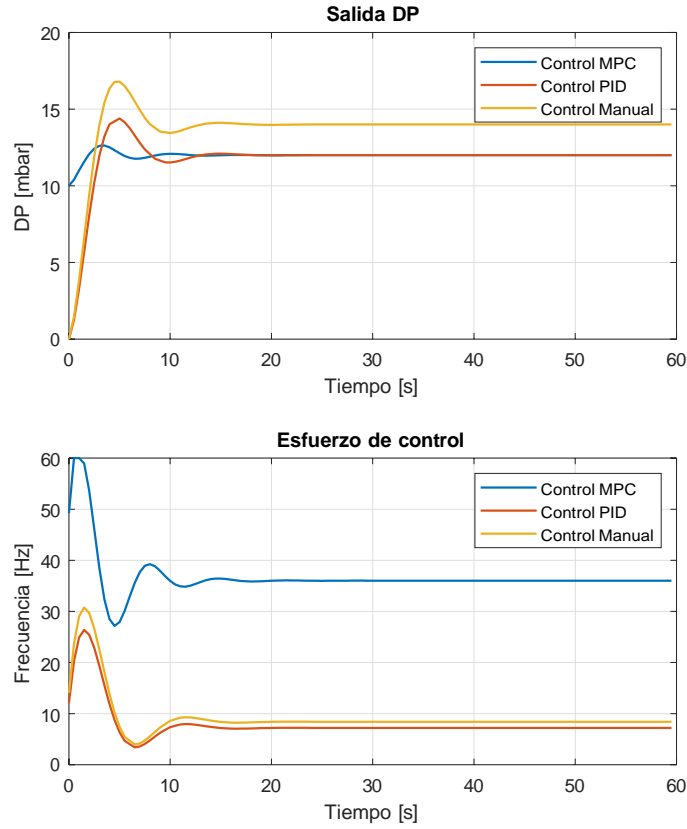 Salida DP
20
15
10
5
0
DP [mbar]
Control MPC
Control PID
Control Manual
0 10 20 30 40 50 60
Tiempo [s]
Esfuerzo de control
60
50
40
30
20
10
0
Frecuencia [Hz]
Control MPC
Control PID
Control Manual
0 10 20 30 40 50 60
Tiempo [s]